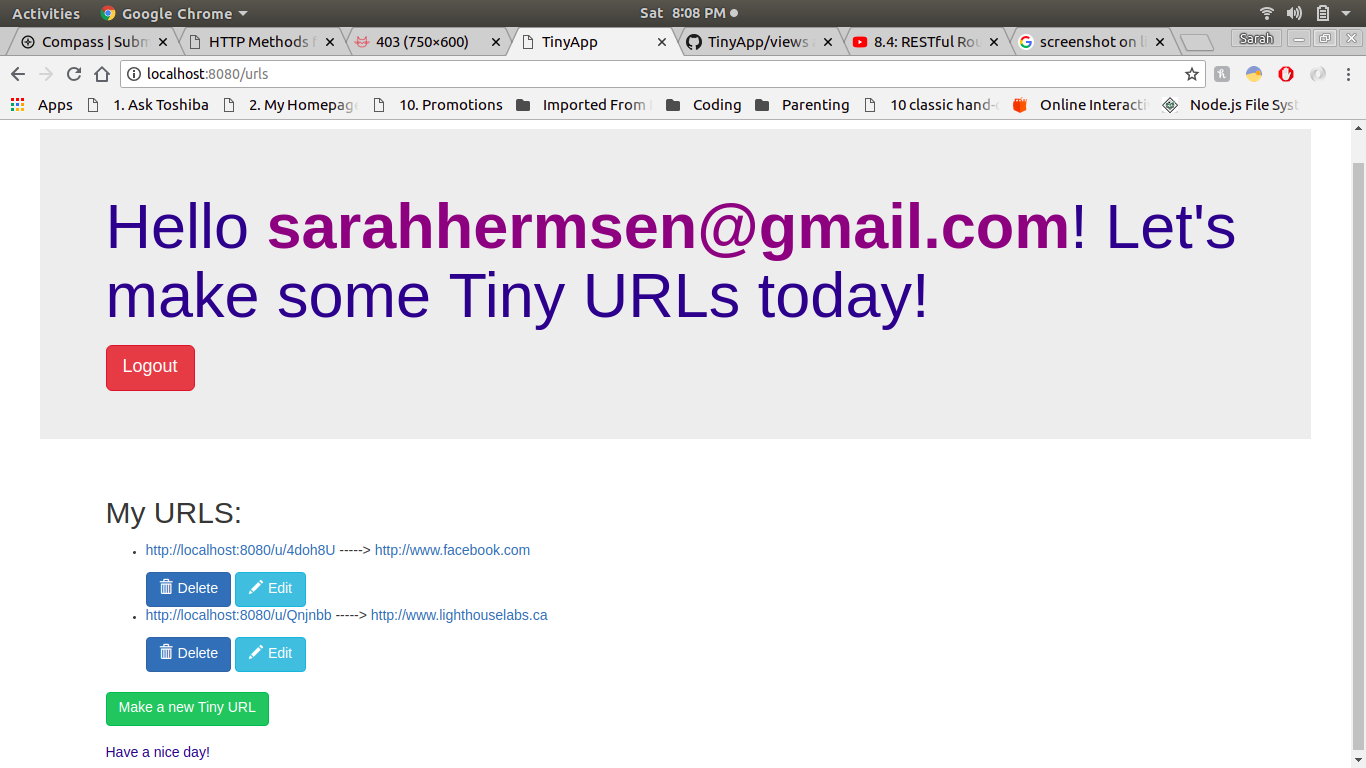 Activities Google Chrome Sat 8:08 PM
Compass | Subm HTTP Methods f 403 (750×600) TinyApp TinyApp/views 8.4: RESTful Rou screenshot on li Sarah
localhost:8080/urls
Apps 1. Ask Toshiba 2. My Homepage 10. Promotions Imported From Coding Parenting 10 classic hand- Online Interacti Node.js File Syst
Hello sarahhermsen@gmail.com! Let's
make some Tiny URLs today!
Logout
My URLS:
http://localhost:8080/u/4doh8U -----> http://www.facebook.com
Delete Edit
http://localhost:8080/u/Qnjnbb -----> http://www.lighthouselabs.ca
Delete Edit
Make a new Tiny URL
Have a nice day!